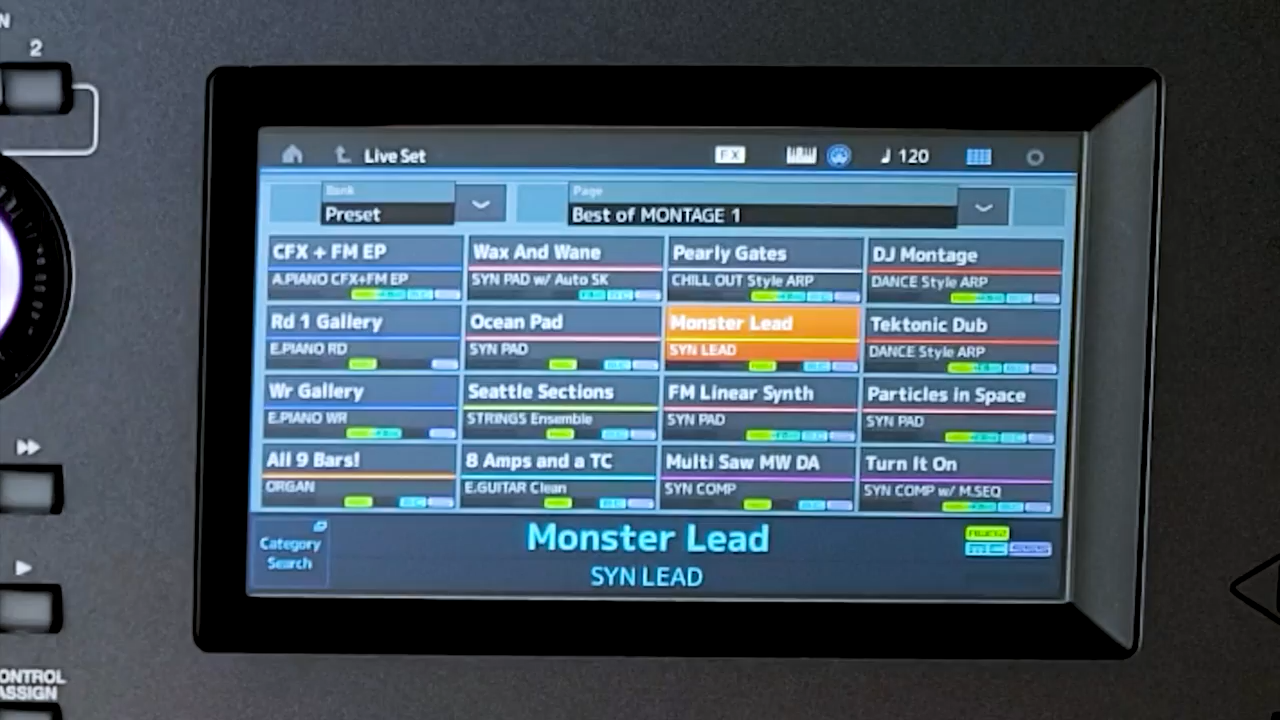 2
Live Set
FX
120
Bank
Preset
Page
Best of MONTAGE 1
CFX + FM EP
A.PIANO CFX+FM EP
Wax And Wane
SYN PAD w/ Auto SK
Pearly Gates
CHILL OUT Style ARP
DJ Montage
DANCE Style ARP
Rd 1 Gallery
E.PIANO RD
Ocean Pad
SYN PAD
Monster Lead
SYN LEAD
Tektonic Dub
DANCE Style ARP
Wr Gallery
E.PIANO WR
Seattle Sections
STRINGS Ensemble
FM Linear Synth
SYN PAD
Particles in Space
SYN PAD
All 9 Bars!
ORGAN
8 Amps and a TC
E.GUITAR Clean
Multi Saw MW DA
SYN COMP
Turn It On
SYN COMP w/ M.SEQ
Category
Search
Monster Lead
SYN LEAD
ONTROL
ASSIGN